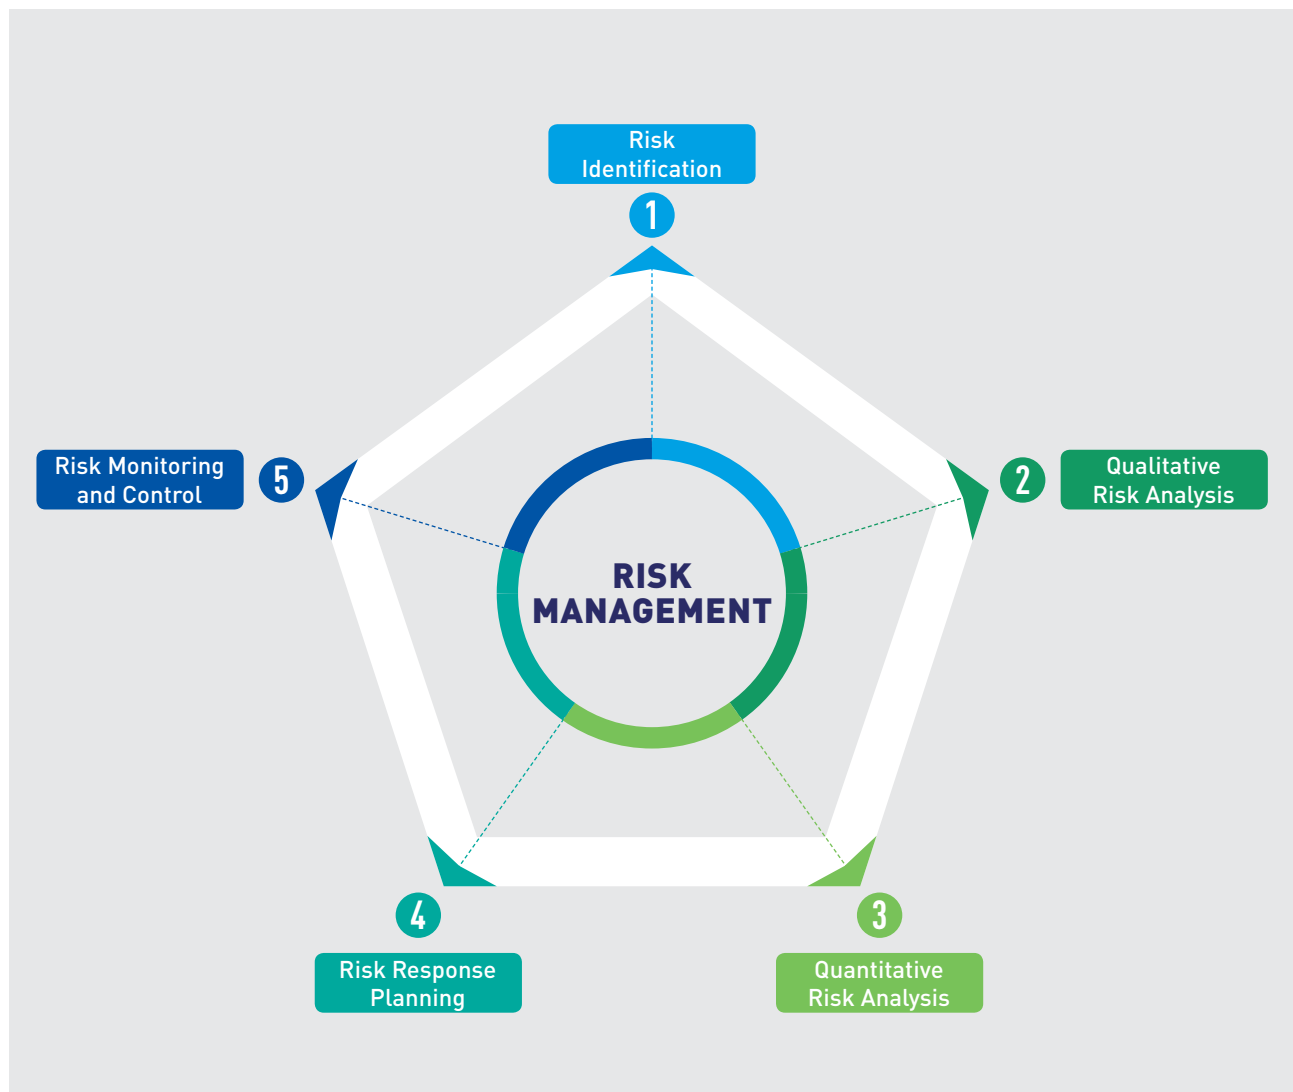 Risk
Identification
1
Risk Monitoring
and Control
5
2
Qualitative
Risk Analysis
RISK
MANAGEMENT
4
3
Risk Response
Planning
Quantitative
Risk Analysis